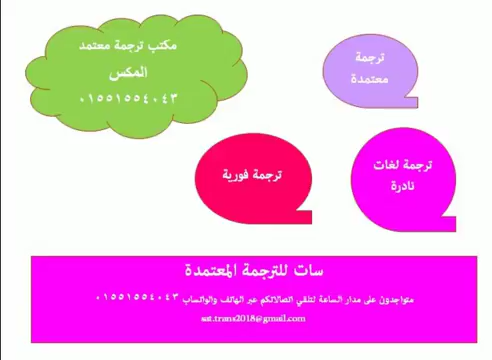 مكتب ترجمة معتمد
المكس
٠١٥٥١٥٥٤٠٤٣
ترجمة
معتمدة
ترجمة لغات
نادرة
ترجمة فورية
سات للترجمة المعتمدة
متواجدون على مدار الساعة لتلقي اتصالاتكم عبر الهاتف والواتساب ٠١٥٥١٥٥٤٠٤٣
sat.trans2018@gmail.com